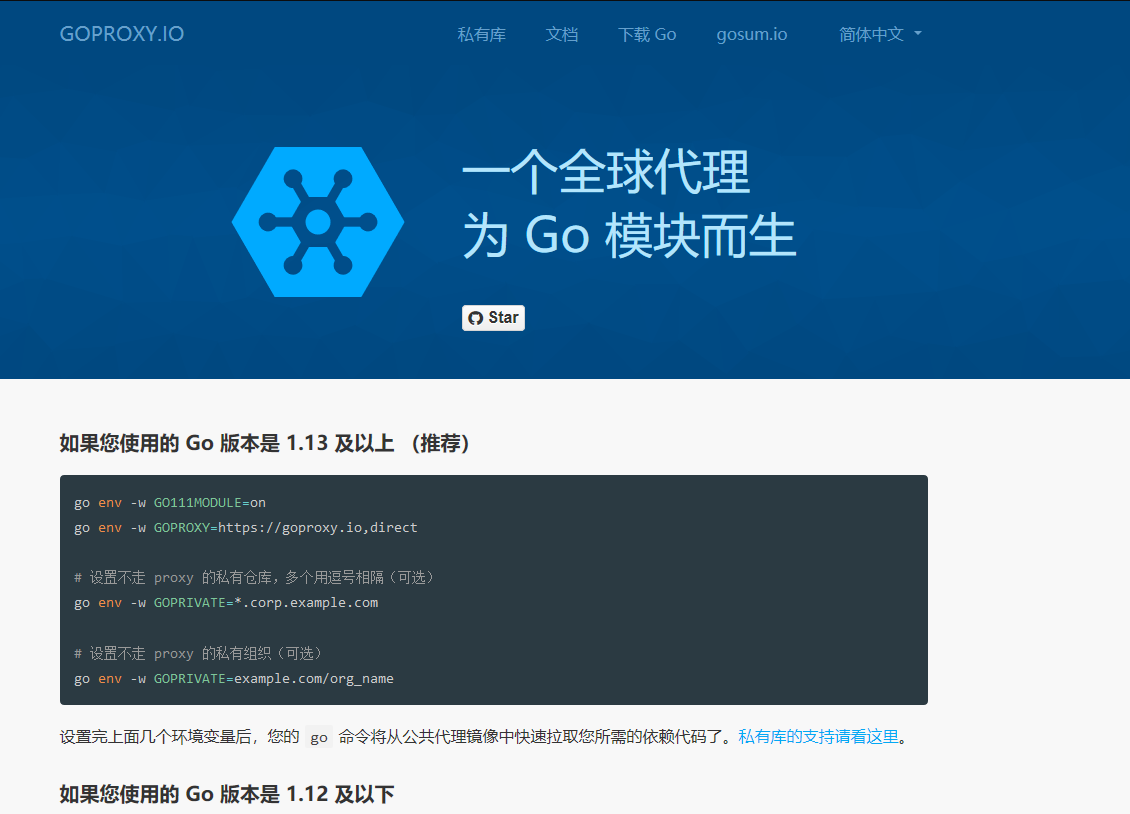 GOPROXY.IO
私有库 文档 下载 Go gosum.io 简体中文
一个全球代理
为 Go 模块而生
Star
如果您使用的 Go 版本是 1.13 及以上 （推荐）
go env -w GO111MODULE=on
go env -w GOPROXY=https://goproxy.io,direct
# 设置不走 proxy 的私有仓库，多个用逗号相隔（可选）
go env -w GOPRIVATE=*.corp.example.com
# 设置不走 proxy 的私有组织（可选）
go env -w GOPRIVATE=example.com/org_name
设置完上面几个环境变量后，您的 go 命令将从公共代理镜像中快速拉取您所需的依赖代码了。私有库的支持请看这里。
如果您使用的 Go 版本是 1.12 及以下